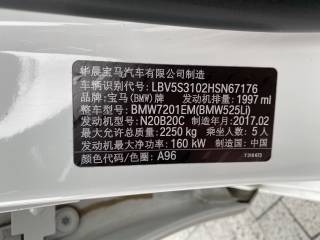 华晨宝马汽车有限公司制造
车辆识别代号: LBV5S3102HSN67176
品牌: 宝马(BMW)牌 发动机排量: 1997 ml
整车型号: BMW7201EM(BMW525Li)
发动机型号: N20B20C 制造年月: 2017.02
最大允许总质量: 2250 kg 乘坐人数: 5 人
发动机最大净功率: 160 kW 制造国: 中国
颜色代码/色圈: A96